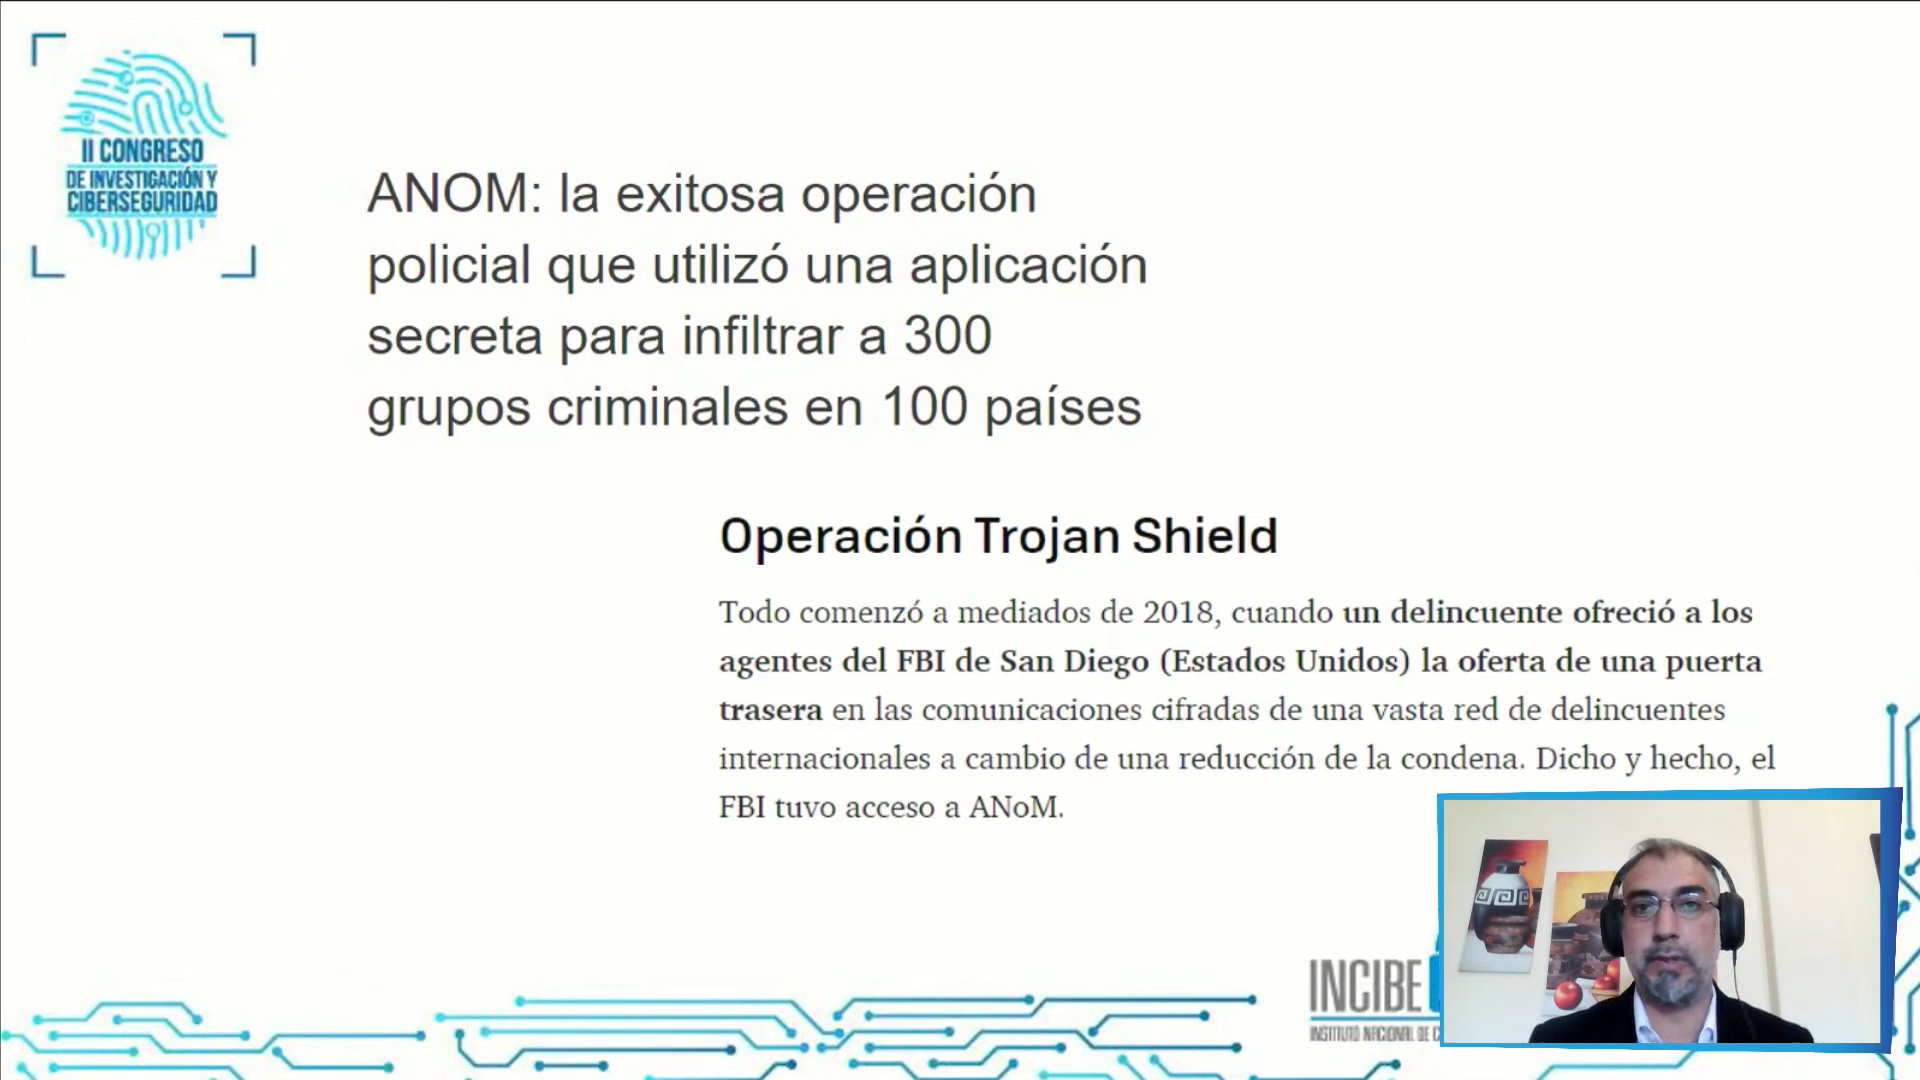 II CONGRESO
DE INVESTIGACIÓN Y
CIBERSEGURIDAD
ANOM: la exitosa operación
policial que utilizó una aplicación
secreta para infiltrar a 300
grupos criminales en 100 países
Operación Trojan Shield
Todo comenzó a mediados de 2018, cuando un delincuente ofreció a los
agentes del FBI de San Diego (Estados Unidos) la oferta de una puerta
trasera en las comunicaciones cifradas de una vasta red de delincuentes
internacionales a cambio de una reducción de la condena. Dicho y hecho, el
FBI tuvo acceso a ANoM.
INCIBE
INSTITUTO NACIONAL DE C